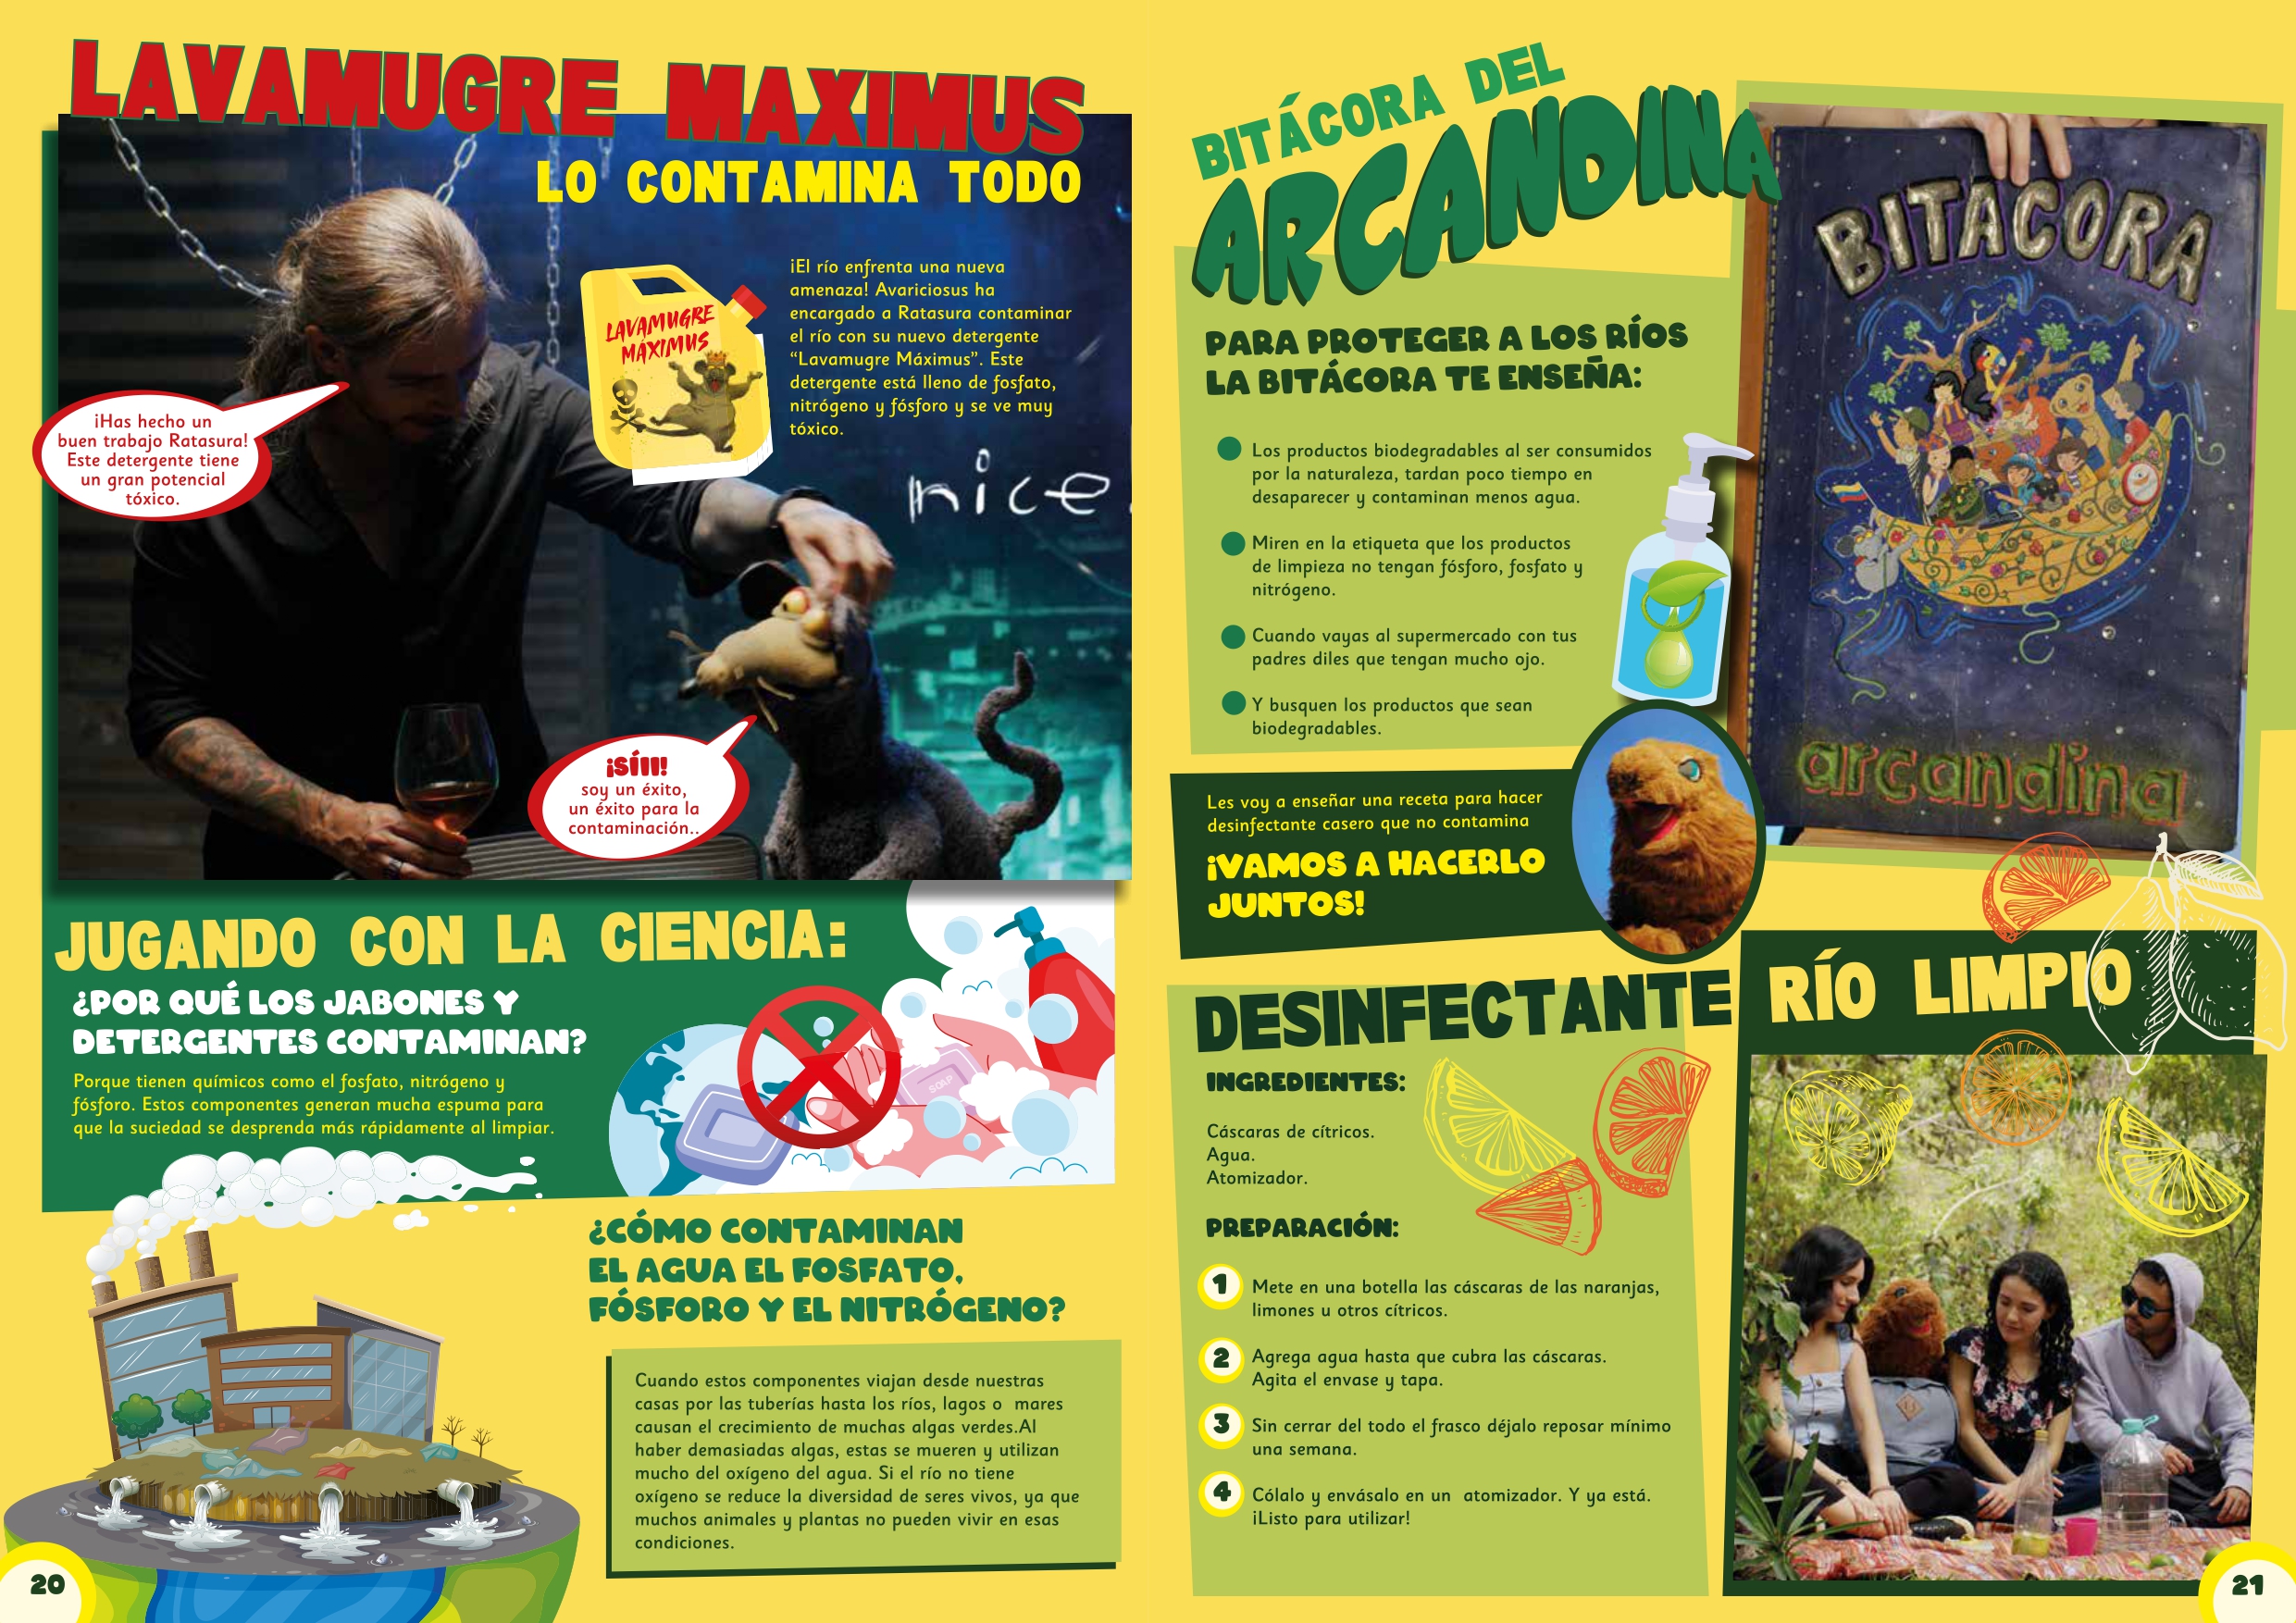 LAVAMUGRE MAXIMUS
LO CONTAMINA TODO
¡El río enfrenta una nueva
amenaza! Avariciosus ha
encargado a Ratasura contaminar
el río con su nuevo detergente
“Lavamugre Máximus”. Este
detergente está lleno de fosfato,
nitrógeno y fósforo y se ve muy
tóxico.
LAVAMUGRE
MÁXIMUS
nice
¡Has hecho un
buen trabajo Ratasura!
Este detergente tiene
un gran potencial
tóxico.
¡SÍIII!
soy un éxito,
un éxito para la
contaminación..
JUGANDO CON LA CIENCIA:
¿POR QUÉ LOS JABONES Y
DETERGENTES CONTAMINAN?
Porque tienen químicos como el fosfato, nitrógeno y
fósforo. Estos componentes generan mucha espuma para
que la suciedad se desprenda más rápidamente al limpiar.
SOAP
¿CÓMO CONTAMINAN
EL AGUA EL FOSFATO,
FÓSFORO Y EL NITRÓGENO?
Cuando estos componentes viajan desde nuestras
casas por las tuberías hasta los ríos, lagos o mares
causan el crecimiento de muchas algas verdes.Al
haber demasiadas algas, estas se mueren y utilizan
mucho del oxígeno del agua. Si el río no tiene
oxígeno se reduce la diversidad de seres vivos, ya que
muchos animales y plantas no pueden vivir en esas
condiciones.
20
BITÁCORA DEL
ARCANDINA
PARA PROTEGER A LOS RÍOS
LA BITÁCORA TE ENSEÑA:
Los productos biodegradables al ser consumidos
por la naturaleza, tardan poco tiempo en
desaparecer y contaminan menos agua.
Miren en la etiqueta que los productos
de limpieza no tengan fósforo, fosfato y
nitrógeno.
Cuando vayas al supermercado con tus
padres diles que tengan mucho ojo.
Y busquen los productos que sean
biodegradables.
BITACORA
arcandina
Les voy a enseñar una receta para hacer
desinfectante casero que no contamina
¡VAMOS A HACERLO
JUNTOS!
DESINFECTANTE RÍO LIMPIO
INGREDIENTES:
Cáscaras de cítricos.
Agua.
Atomizador.
PREPARACIÓN:
1 Mete en una botella las cáscaras de las naranjas,
limones u otros cítricos.
2 Agrega agua hasta que cubra las cáscaras.
Agita el envase y tapa.
3 Sin cerrar del todo el frasco déjalo reposar mínimo
una semana.
4 Cólalo y envásalo en un atomizador. Y ya está.
¡Listo para utilizar!
21